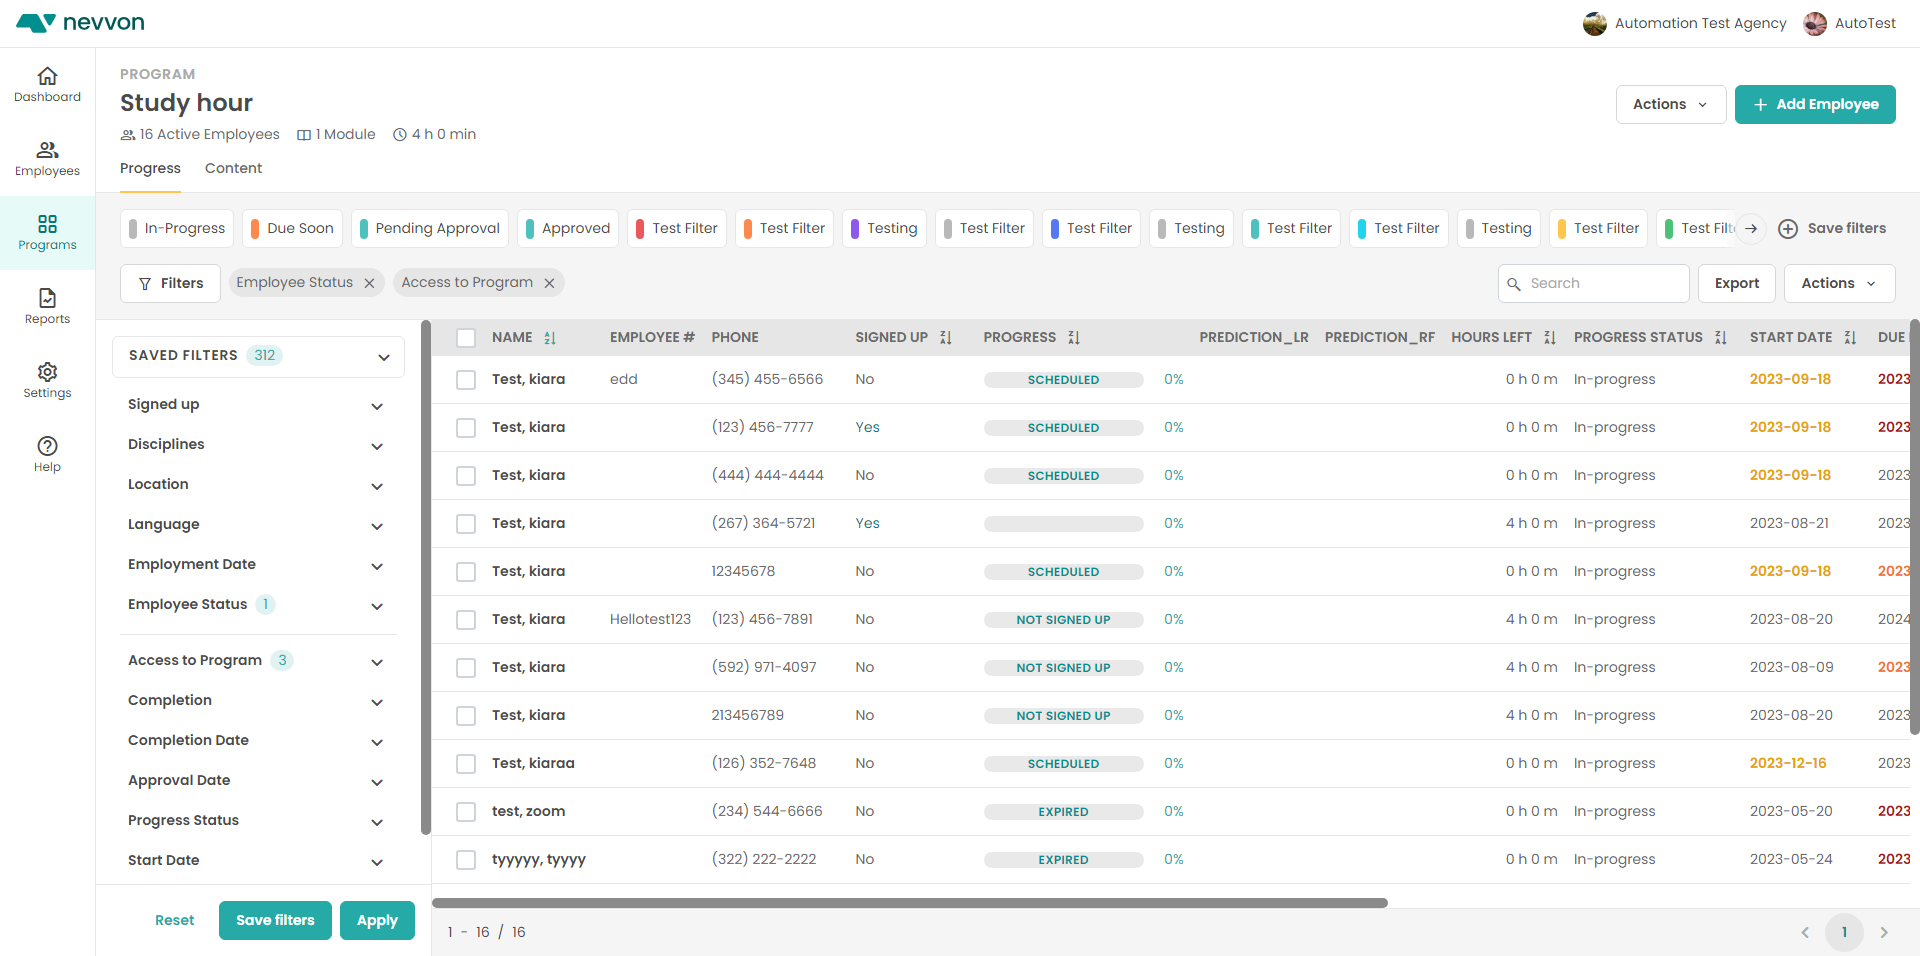 nevvon
Automation Test Agency
AutoTest
Dashboard
Employees
Programs
Reports
Settings
Help
PROGRAM
Study hour
16 Active Employees 1 Module 4 h 0 min
Actions
+ Add Employee
Progress Content
In-Progress Due Soon Pending Approval Approved Test Filter Test Filter Testing Test Filter Test Filter Testing Test Filter Test Filter Testing Test Filter Test Save filters
Filters Employee Status Access to Program Search Export Actions
SAVED FILTERS 312
Signed up
Disciplines
Location
Language
Employment Date
Employee Status 1
Access to Program 3
Completion
Completion Date
Approval Date
Progress Status
Start Date
Reset Save filters Apply
NAME EMPLOYEE # PHONE SIGNED UP PROGRESS PREDICTION_LR PREDICTION_RF HOURS LEFT PROGRESS STATUS START DATE DUE
Test, kiara edd (345) 455-6566 No SCHEDULED 0% 0 h 0 m In-progress 2023-09-18 2023
Test, kiara (123) 456-7777 Yes SCHEDULED 0% 0 h 0 m In-progress 2023-09-18 2023
Test, kiara (444) 444-4444 No SCHEDULED 0% 0 h 0 m In-progress 2023-09-18 2023
Test, kiara (267) 364-5721 Yes 0% 4 h 0 m In-progress 2023-08-21 2023
Test, kiara 12345678 No SCHEDULED 0% 0 h 0 m In-progress 2023-09-18 2023
Test, kiara Hellotest123 (123) 456-7891 No NOT SIGNED UP 0% 4 h 0 m In-progress 2023-08-20 2024
Test, kiara (592) 971-4097 No NOT SIGNED UP 0% 4 h 0 m In-progress 2023-08-09 2023
Test, kiara 213456789 No NOT SIGNED UP 0% 4 h 0 m In-progress 2023-08-20 2023
Test, kiaraa (126) 352-7648 No SCHEDULED 0% 0 h 0 m In-progress 2023-12-16 2023
test, zoom (234) 544-6666 No EXPIRED 0% 0 h 0 m In-progress 2023-05-20 2023
tyyyyy, tyyyy (322) 222-2222 No EXPIRED 0% 0 h 0 m In-progress 2023-05-24 2023
1 - 16 / 16
1